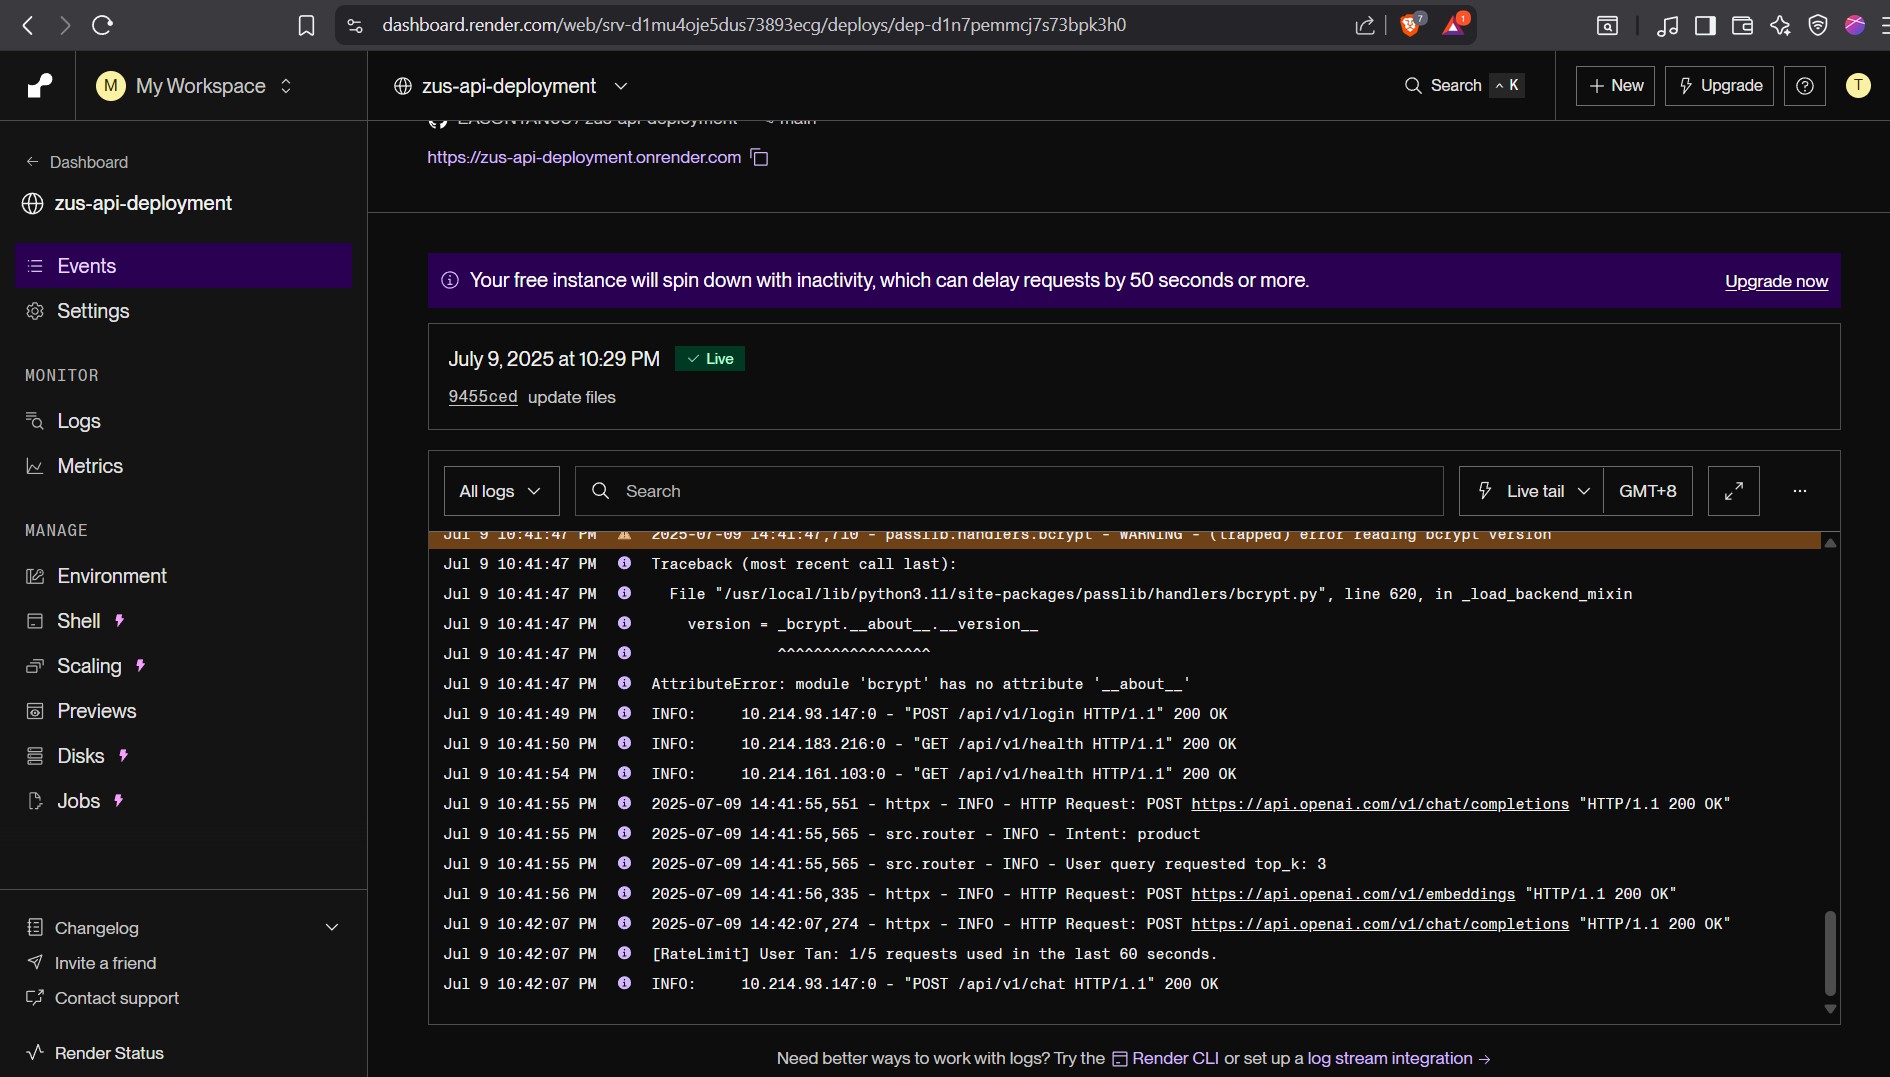 dashboard.render.com/web/srv-d1mu4oje5dus73893ecg/deploys/dep-d1n7pemmcj7s73bpk3h0
7
1
M My Workspace
zus-api-deployment
Search ^ K
+ New
Upgrade
T
← Dashboard
zus-api-deployment
Events
Settings
MONITOR
Logs
Metrics
MANAGE
Environment
Shell
Scaling
Previews
Disks
Jobs
Changelog
Invite a friend
Contact support
Render Status
zus-api-deployment main
https://zus-api-deployment.onrender.com
Your free instance will spin down with inactivity, which can delay requests by 50 seconds or more.
Upgrade now
July 9, 2025 at 10:29 PM ✓ Live
9455ced update files
All logs
Search
Live tail
GMT+8
...
Jul 9 10:41:47 PM 2025-07-09 14:41:47,710 - passlib.handlers.bcrypt - WARNING - (trapped) error reading bcrypt version
Jul 9 10:41:47 PM Traceback (most recent call last):
Jul 9 10:41:47 PM File "/usr/local/lib/python3.11/site-packages/passlib/handlers/bcrypt.py", line 620, in _load_backend_mixin
Jul 9 10:41:47 PM version = _bcrypt.__about__.__version__
Jul 9 10:41:47 PM ^^^^^^^^^^^^^^^^^
Jul 9 10:41:47 PM AttributeError: module 'bcrypt' has no attribute '__about__'
Jul 9 10:41:49 PM INFO: 10.214.93.147:0 - "POST /api/v1/login HTTP/1.1" 200 OK
Jul 9 10:41:50 PM INFO: 10.214.183.216:0 - "GET /api/v1/health HTTP/1.1" 200 OK
Jul 9 10:41:54 PM INFO: 10.214.161.103:0 - "GET /api/v1/health HTTP/1.1" 200 OK
Jul 9 10:41:55 PM 2025-07-09 14:41:55,551 - httpx - INFO - HTTP Request: POST https://api.openai.com/v1/chat/completions "HTTP/1.1 200 OK"
Jul 9 10:41:55 PM 2025-07-09 14:41:55,565 - src.router - INFO - Intent: product
Jul 9 10:41:55 PM 2025-07-09 14:41:55,565 - src.router - INFO - User query requested top_k: 3
Jul 9 10:41:56 PM 2025-07-09 14:41:56,335 - httpx - INFO - HTTP Request: POST https://api.openai.com/v1/embeddings "HTTP/1.1 200 OK"
Jul 9 10:42:07 PM 2025-07-09 14:42:07,274 - httpx - INFO - HTTP Request: POST https://api.openai.com/v1/chat/completions "HTTP/1.1 200 OK"
Jul 9 10:42:07 PM [RateLimit] User Tan: 1/5 requests used in the last 60 seconds.
Jul 9 10:42:07 PM INFO: 10.214.93.147:0 - "POST /api/v1/chat HTTP/1.1" 200 OK
Need better ways to work with logs? Try the Render CLI or set up a log stream integration →